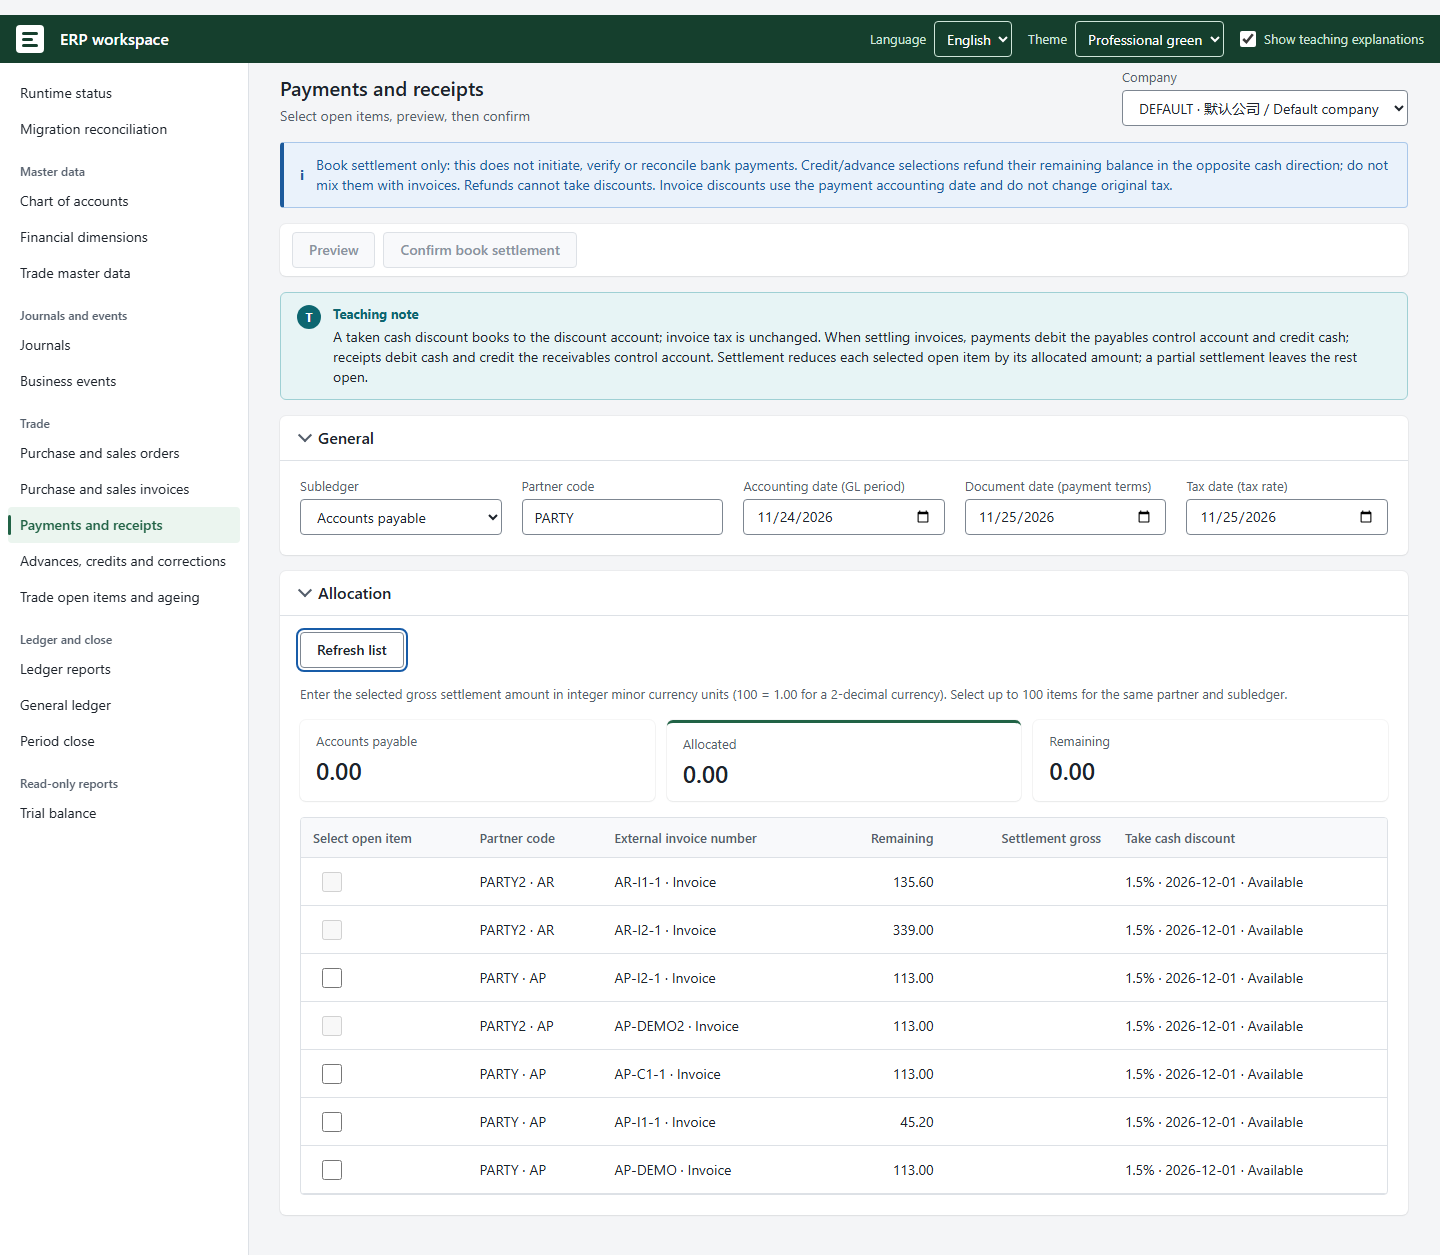 ERP workspace
Language
English
Theme
Professional green
Show teaching explanations
Runtime status
Migration reconciliation
Master data
Chart of accounts
Financial dimensions
Trade master data
Journals and events
Journals
Business events
Trade
Purchase and sales orders
Purchase and sales invoices
Payments and receipts
Advances, credits and corrections
Trade open items and ageing
Ledger and close
Ledger reports
General ledger
Period close
Read-only reports
Trial balance
Payments and receipts
Select open items, preview, then confirm
Company
DEFAULT · 默认公司 / Default company
i
Book settlement only: this does not initiate, verify or reconcile bank payments. Credit/advance selections refund their remaining balance in the opposite cash direction; do not
mix them with invoices. Refunds cannot take discounts. Invoice discounts use the payment accounting date and do not change original tax.
Preview
Confirm book settlement
T
Teaching note
A taken cash discount books to the discount account; invoice tax is unchanged. When settling invoices, payments debit the payables control account and credit cash;
receipts debit cash and credit the receivables control account. Settlement reduces each selected open item by its allocated amount; a partial settlement leaves the rest
open.
General
Subledger
Partner code
Accounting date (GL period)
Document date (payment terms)
Tax date (tax rate)
Accounts payable
PARTY
11/24/2026
11/25/2026
11/25/2026
Allocation
Refresh list
Enter the selected gross settlement amount in integer minor currency units (100 = 1.00 for a 2-decimal currency). Select up to 100 items for the same partner and subledger.
Accounts payable
0.00
Allocated
0.00
Remaining
0.00
Select open item Partner code External invoice number Remaining Settlement gross Take cash discount
PARTY2 · AR AR-I1-1 · Invoice 135.60 1.5% · 2026-12-01 · Available
PARTY2 · AR AR-I2-1 · Invoice 339.00 1.5% · 2026-12-01 · Available
PARTY · AP AP-I2-1 · Invoice 113.00 1.5% · 2026-12-01 · Available
PARTY2 · AP AP-DEMO2 · Invoice 113.00 1.5% · 2026-12-01 · Available
PARTY · AP AP-C1-1 · Invoice 113.00 1.5% · 2026-12-01 · Available
PARTY · AP AP-I1-1 · Invoice 45.20 1.5% · 2026-12-01 · Available
PARTY · AP AP-DEMO · Invoice 113.00 1.5% · 2026-12-01 · Available